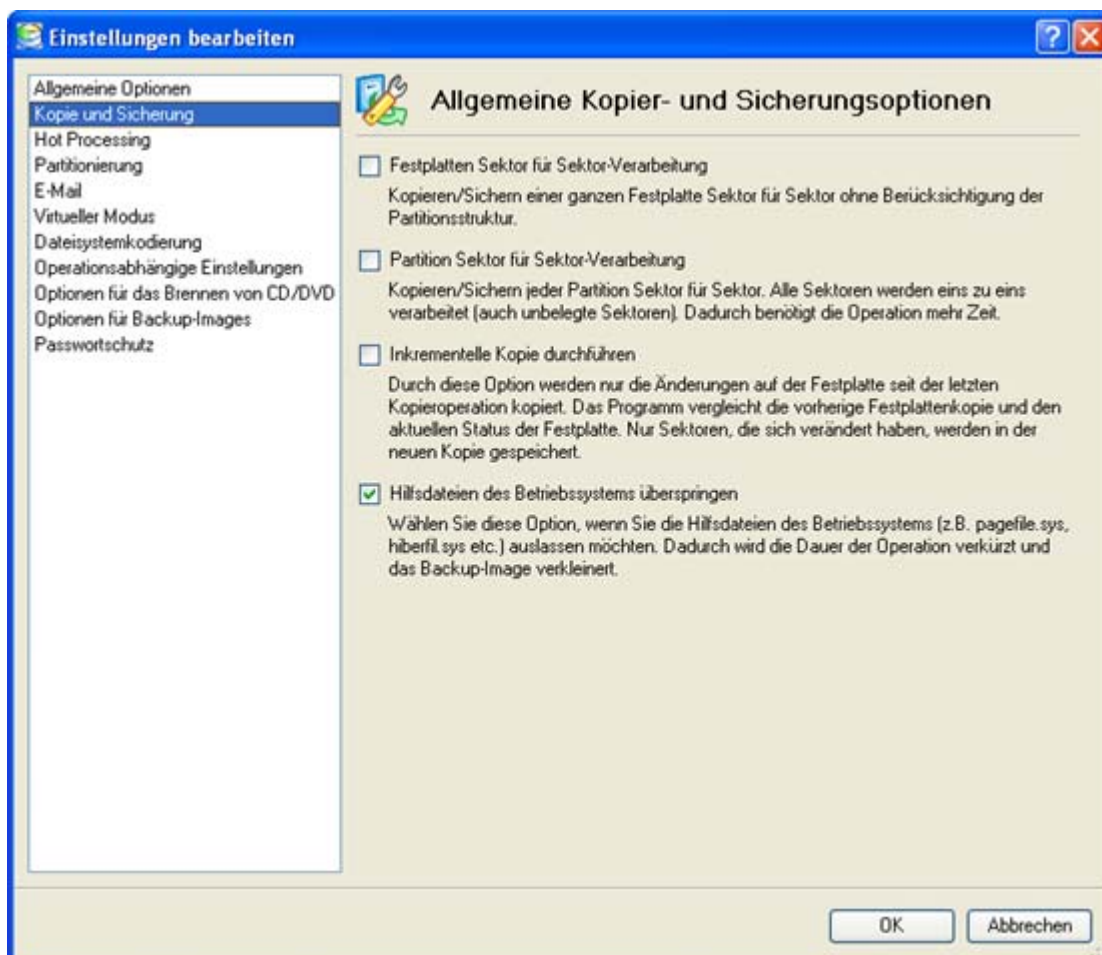 Einstellungen bearbeiten
Allgemeine Optionen
Kopie und Sicherung
Hot Processing
Partitionierung
E-Mail
Virtueller Modus
Dateisystemkodierung
Operationsabhängige Einstellungen
Optionen für das Brennen von CD/DVD
Optionen für Backup-Images
Passwortschutz
Allgemeine Kopier- und Sicherungsoptionen
Festplatten Sektor für Sektor-Verarbeitung
Kopieren/Sichern einer ganzen Festplatte Sektor für Sektor ohne Berücksichtigung der
Partitionsstruktur.
Partition Sektor für Sektor-Verarbeitung
Kopieren/Sichern jeder Partition Sektor für Sektor. Alle Sektoren werden eins zu eins
verarbeitet (auch unbelegte Sektoren). Dadurch benötigt die Operation mehr Zeit.
Inkrementelle Kopie durchführen
Durch diese Option werden nur die Änderungen auf der Festplatte seit der letzten
Kopieroperation kopiert. Das Programm vergleicht die vorherige Festplattenkopie und den
aktuellen Status der Festplatte. Nur Sektoren, die sich verändert haben, werden in der
neuen Kopie gespeichert.
Hilfsdateien des Betriebssystems überspringen
Wählen Sie diese Option, wenn Sie die Hilfsdateien des Betriebssystems (z.B. pagefile.sys,
hiberfil.sys etc.) auslassen möchten. Dadurch wird die Dauer der Operation verkürzt und
das Backup-Image verkleinert.
OK
Abbrechen